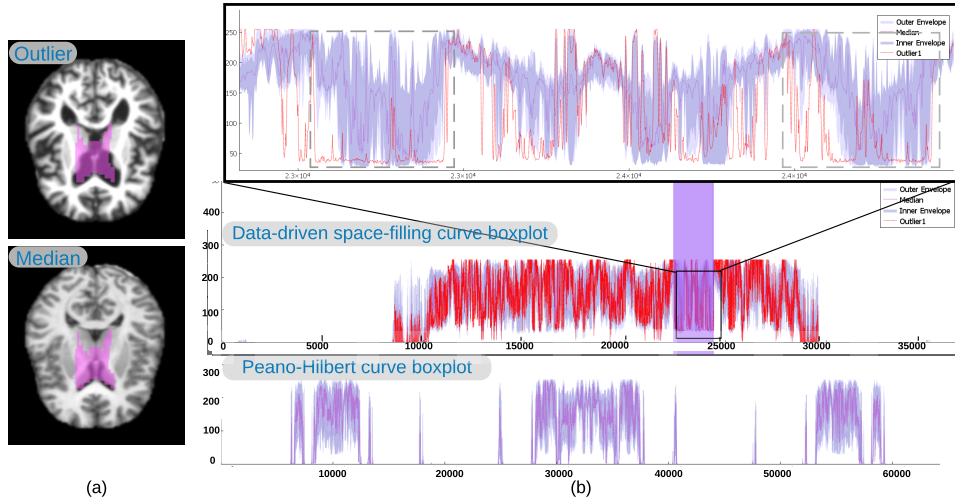 Outlier
Median
(a)
250
200
150
100
50
2.3×10⁴
2.3×10⁴
2.4×10⁴
2.4×10⁴
Outer Envelope
Median
Inner Envelope
Outlier1
Outer Envelope
Median
Inner Envelope
Outlier1
Data-driven space-filling curve boxplot
400
300
200
100
0
0 5000 10000 15000 20000 25000 30000 35000
Peano-Hilbert curve boxplot
300
200
100
0
10000 20000 30000 40000 50000 60000
(b)